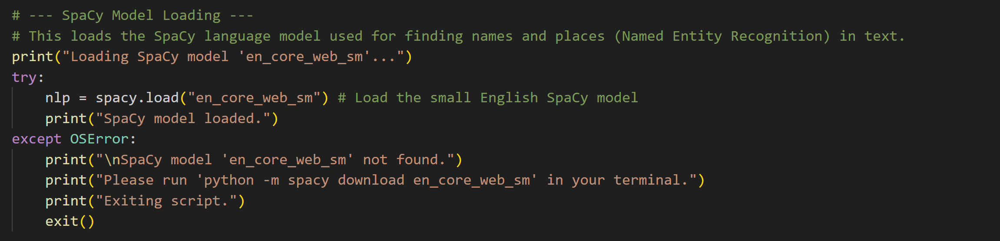 # --- SpaCy Model Loading ---
# This loads the SpaCy language model used for finding names and places (Named Entity Recognition) in text.
print("Loading SpaCy model 'en_core_web_sm'...")
try:
    nlp = spacy.load("en_core_web_sm") # Load the small English SpaCy model
    print("SpaCy model loaded.")
except OSError:
    print("\nSpaCy model 'en_core_web_sm' not found.")
    print("Please run 'python -m spacy download en_core_web_sm' in your terminal.")
    print("Exiting script.")
    exit()